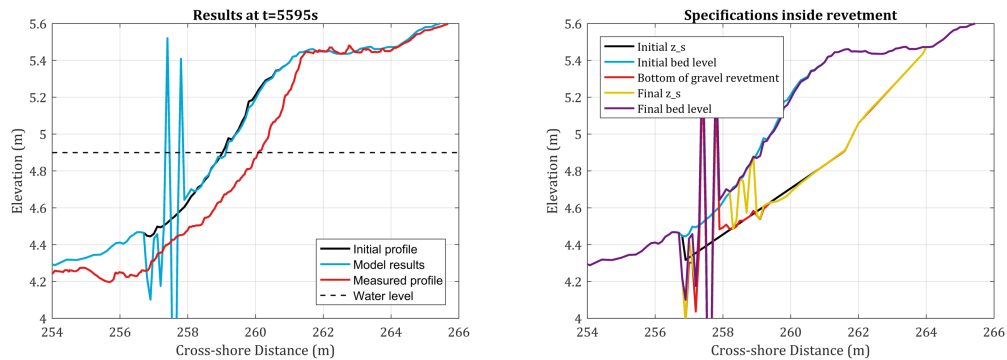 Results at t=5595s
5.6
5.4
5.2
5
4.8
4.6
4.4
4.2
4
Elevation (m)
Initial profile
Model results
Measured profile
Water level
254
256
258
260
262
264
266
Cross-shore Distance (m)
Specifications inside revetment
5.6
5.4
5.2
5
4.8
4.6
4.4
4.2
4
Elevation (m)
Initial z_s
Initial bed level
Bottom of gravel revetment
Final z_s
Final bed level
254
256
258
260
262
264
266
Cross-shore Distance (m)